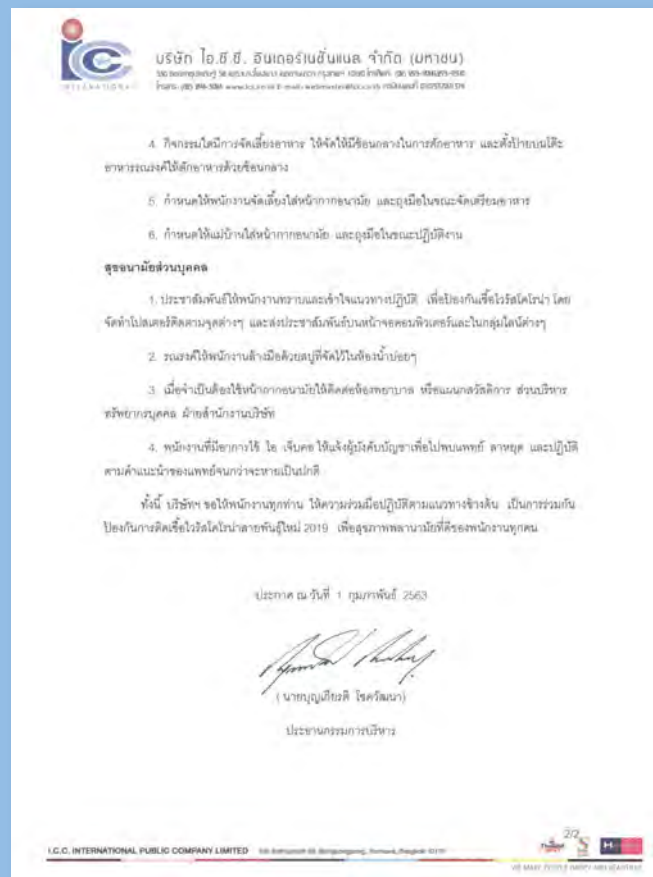 ICC
INTERNATIONAL
บริษัท ไอ.ซี.ซี. อินเตอร์เนชั่นแนล จำกัด (มหาชน)
4. กิจกรรมใดมีการจัดเลี้ยงอาหาร ให้จัดให้มีช้อนกลางในการตักอาหาร และตั้งป้ายบนโต๊ะ
อาหารรณรงค์ให้ตักอาหารด้วยช้อนกลาง
5. กำหนดให้พนักงานจัดเลี้ยงใส่หน้ากากอนามัย และถุงมือในขณะจัดเตรียมอาหาร
6. กำหนดให้แม่บ้านใส่หน้ากากอนามัย และถุงมือในขณะปฏิบัติงาน
สุขอนามัยส่วนบุคคล
1. ประชาสัมพันธ์ให้พนักงานทราบและเข้าใจแนวทางปฏิบัติ เพื่อป้องกันเชื้อไวรัสโคโรน่า โดย
จัดทำโปสเตอร์ติดตามจุดต่างๆ และส่งประชาสัมพันธ์บนหน้าจอคอมพิวเตอร์และในกลุ่มไลน์ต่างๆ
2. รณรงค์ให้พนักงานล้างมือด้วยสบู่ที่จัดไว้ในห้องน้ำบ่อยๆ
3. เมื่อจำเป็นต้องใช้หน้ากากอนามัยให้ติดต่อห้องพยาบาล หรือแผนกสวัสดิการ ส่วนบริหาร
ทรัพยากรบุคคล ฝ่ายสำนักงานบริษัท
4. พนักงานที่มีอาการไข้ ไอ เจ็บคอ ให้แจ้งผู้บังคับบัญชาเพื่อไปพบแพทย์ ลาหยุด และปฏิบัติ
ตามคำแนะนำของแพทย์จนกว่าจะหายเป็นปกติ
ทั้งนี้ บริษัทฯ ขอให้พนักงานทุกท่าน ให้ความร่วมมือปฏิบัติตามแนวทางข้างต้น เป็นการร่วมกัน
ป้องกันการติดเชื้อไวรัสโคโรน่าสายพันธุ์ใหม่ 2019 เพื่อสุขภาพพลานามัยที่ดีของพนักงานทุกคน
ประกาศ ณ วันที่ 1 กุมภาพันธ์ 2563
( นายบุญเกียรติ โชควัฒนา)
ประธานกรรมการบริหาร
2/2
I.C.C. INTERNATIONAL PUBLIC COMPANY LIMITED